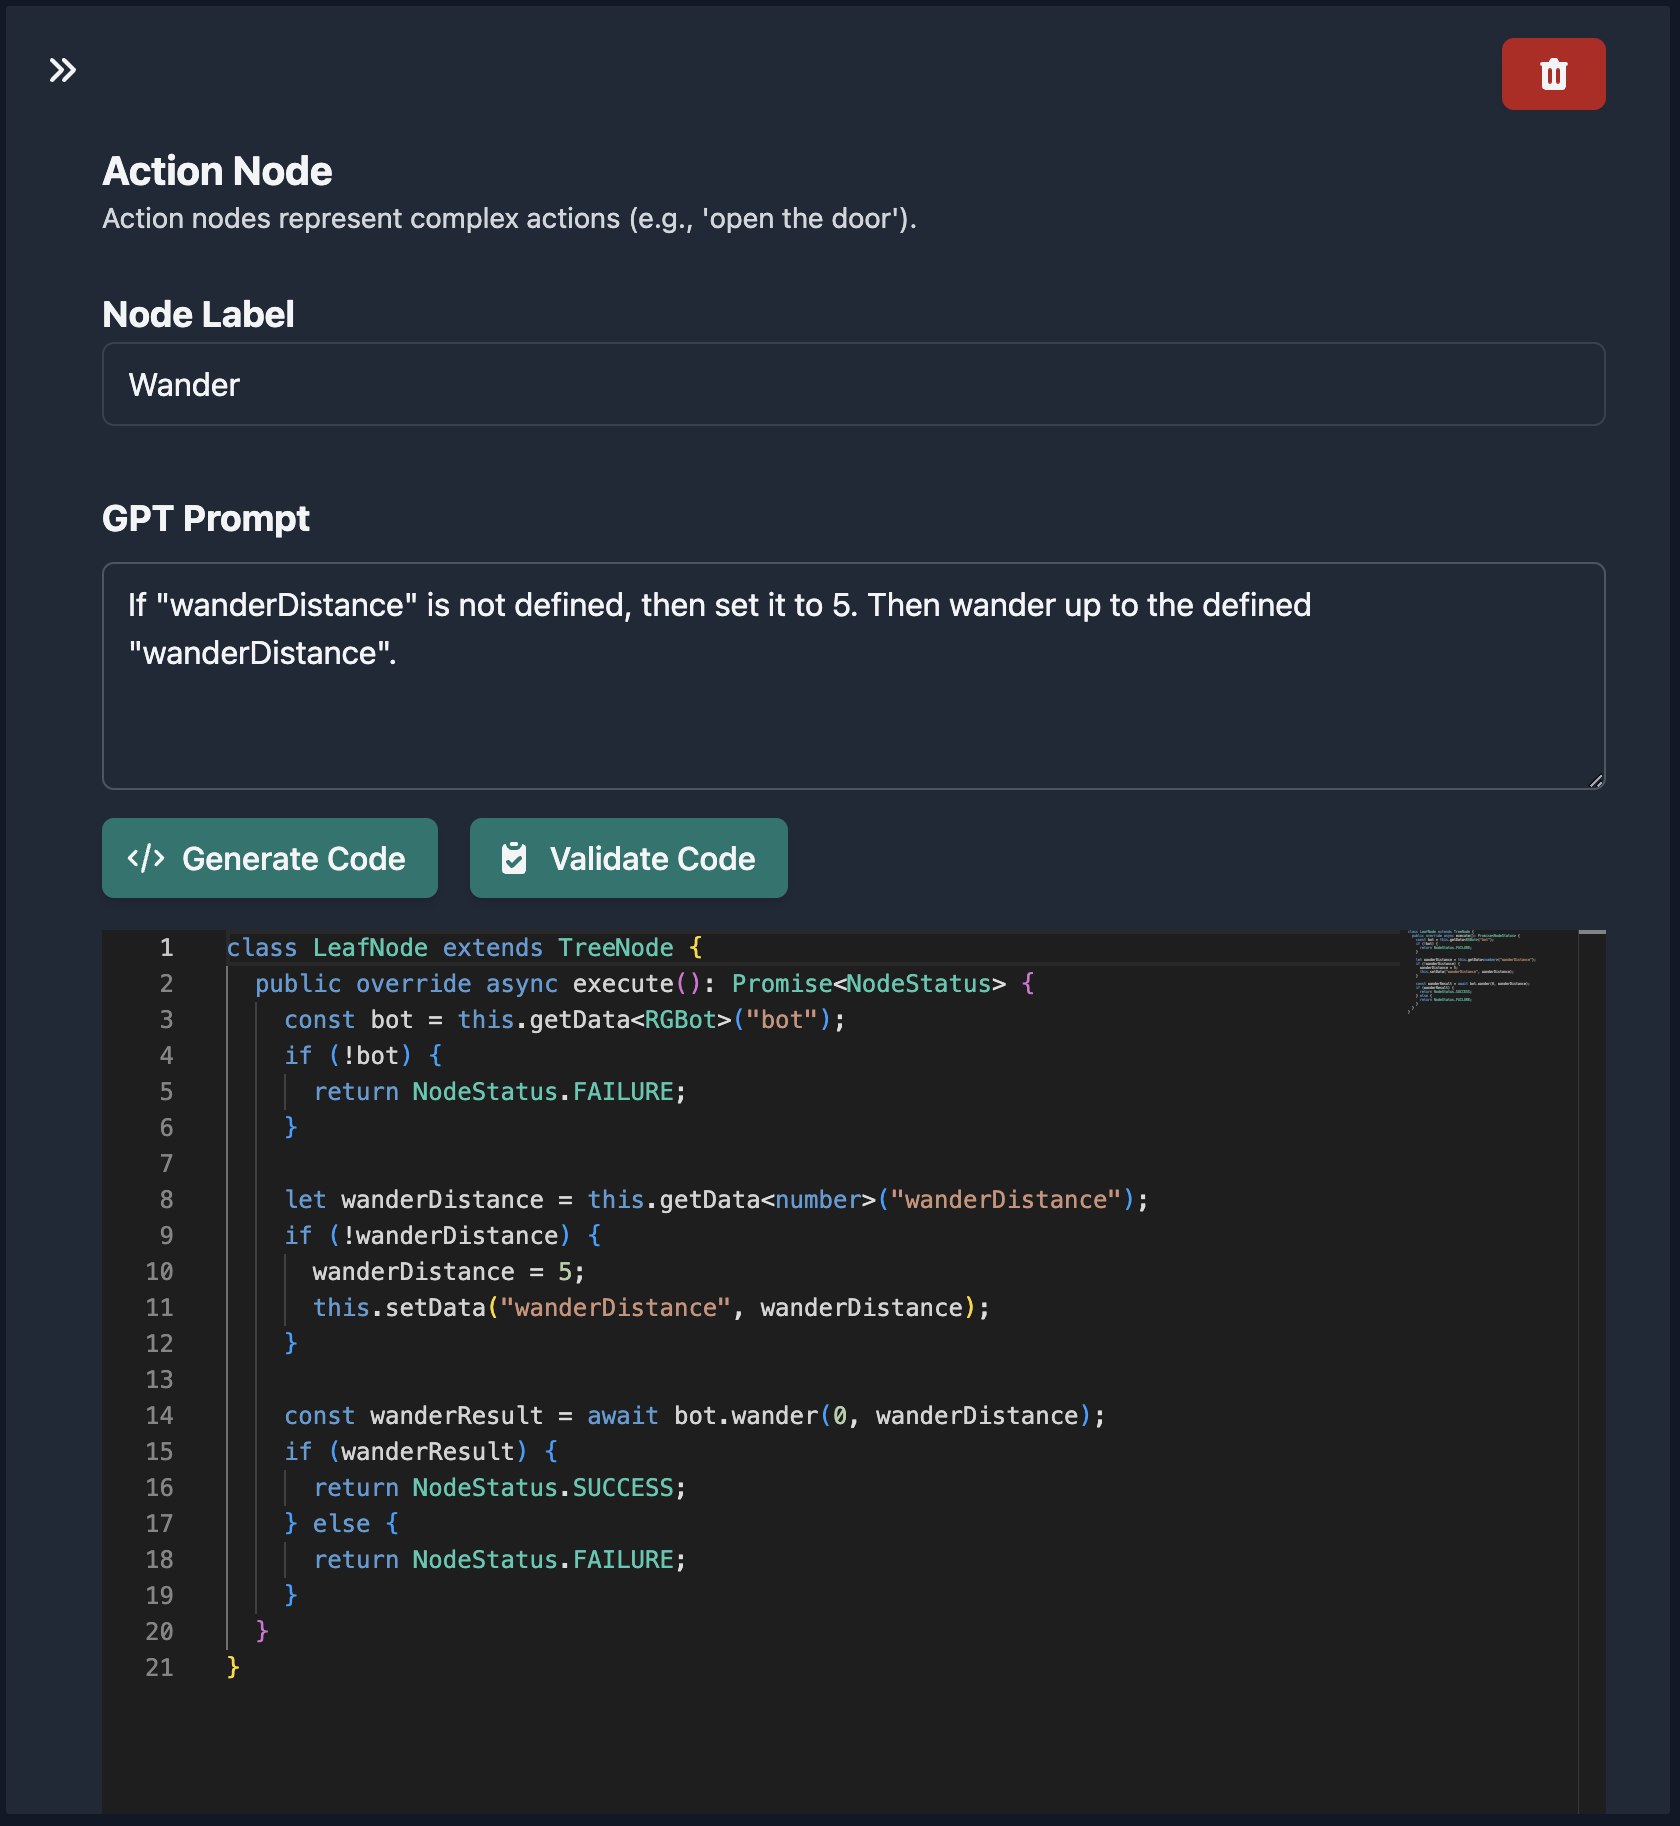 Action Node
Action nodes represent complex actions (e.g., 'open the door').
Node Label
Wander
GPT Prompt
If "wanderDistance" is not defined, then set it to 5. Then wander up to the defined
"wanderDistance".
</> Generate Code
Validate Code
1 class LeafNode extends TreeNode {
2 public override async execute(): Promise<NodeStatus> {
3 const bot = this.getData<RGBot>("bot");
4 if (!bot) {
5 return NodeStatus.FAILURE;
6 }
7
8 let wanderDistance = this.getData<number>("wanderDistance");
9 if (!wanderDistance) {
10 wanderDistance = 5;
11 this.setData("wanderDistance", wanderDistance);
12 }
13
14 const wanderResult = await bot.wander(0, wanderDistance);
15 if (wanderResult) {
16 return NodeStatus.SUCCESS;
17 } else {
18 return NodeStatus.FAILURE;
19 }
20 }
21 }